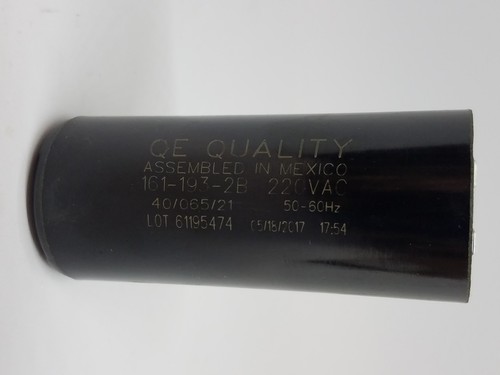 QE QUALITY
ASSEMBLED IN MEXICO
161-193-2B 220VAC
40/065/21 50-60Hz
LOT 61195474 05/18/2017 17:54